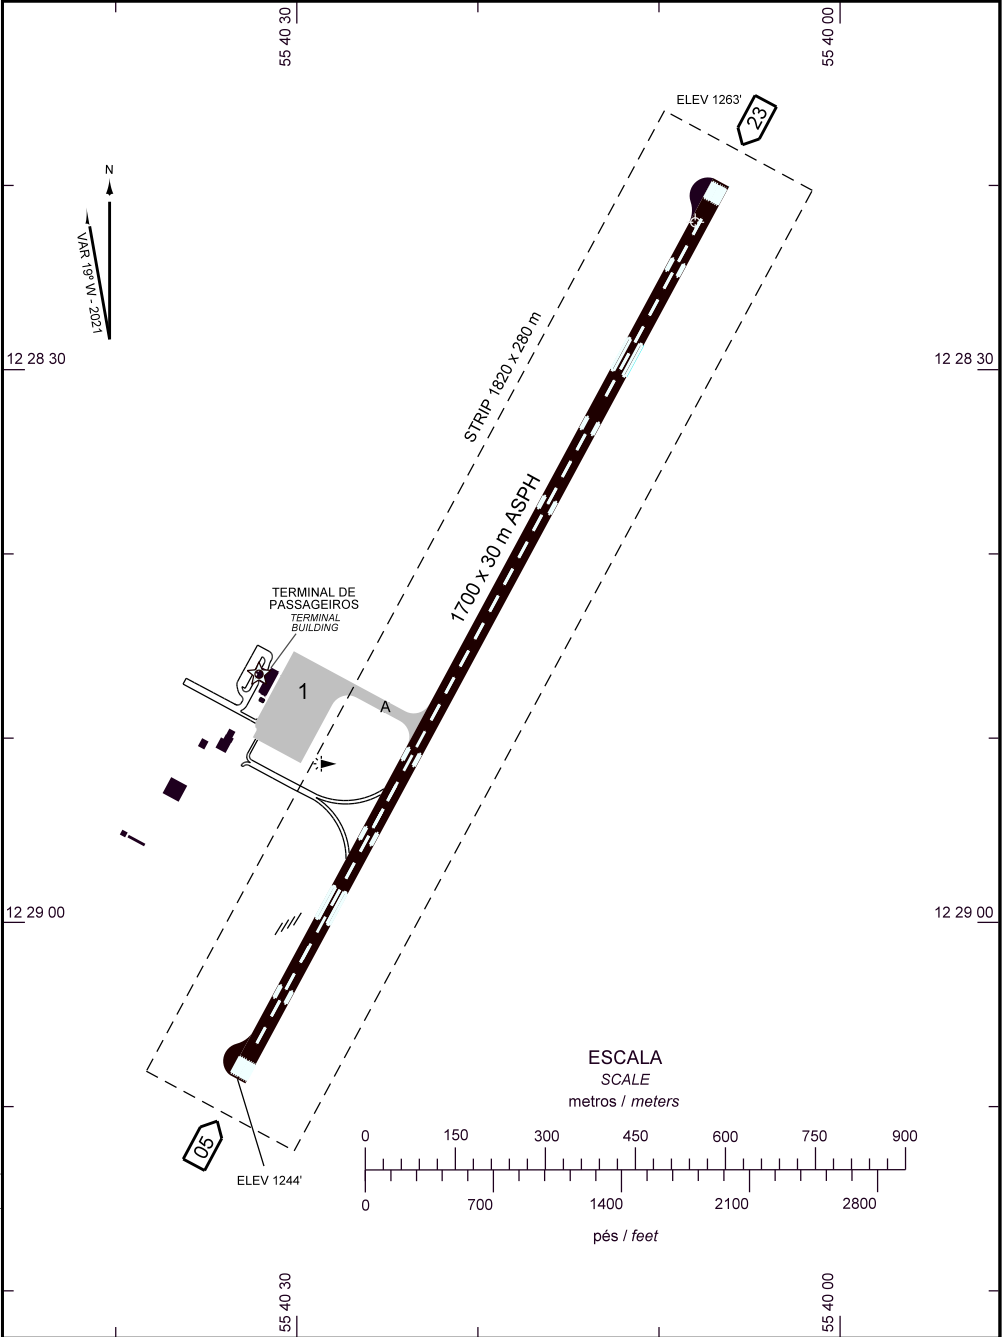 55 40 30
55 40 00
ELEV 1263'
23
N
VAR 19º W - 2021
12 28 30
12 28 30
STRIP 1820 x 280 m
1700 x 30 m ASPH
TERMINAL DE
PASSAGEIROS
TERMINAL
BUILDING
1
A
12 29 00
12 29 00
ESCALA
SCALE
metros / meters
0 150 300 450 600 750 900
05
ELEV 1244'
0 700 1400 2100 2800
pés / feet
55 40 30
55 40 00